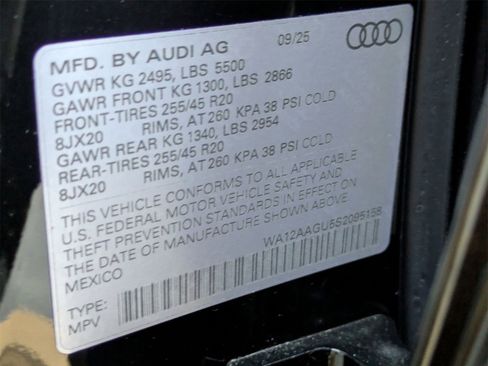 MFD. BY AUDI AG 09/25
GVWR KG 2495, LBS 5500
GAWR FRONT KG 1300, LBS 2866
FRONT-TIRES 255/45 R20
8JX20 RIMS, AT 260 KPA 38 PSI COLD
GAWR REAR KG 1340, LBS 2954
REAR-TIRES 255/45 R20
8JX20 RIMS, AT 260 KPA 38 PSI COLD
THIS VEHICLE CONFORMS TO ALL APPLICABLE
U.S. FEDERAL MOTOR VEHICLE SAFETY AND
THEFT PREVENTION STANDARDS IN EFFECT ON
THE DATE OF MANUFACTURE SHOWN ABOVE.
MEXICO WA12AAGU5S2095158
TYPE:
MPV